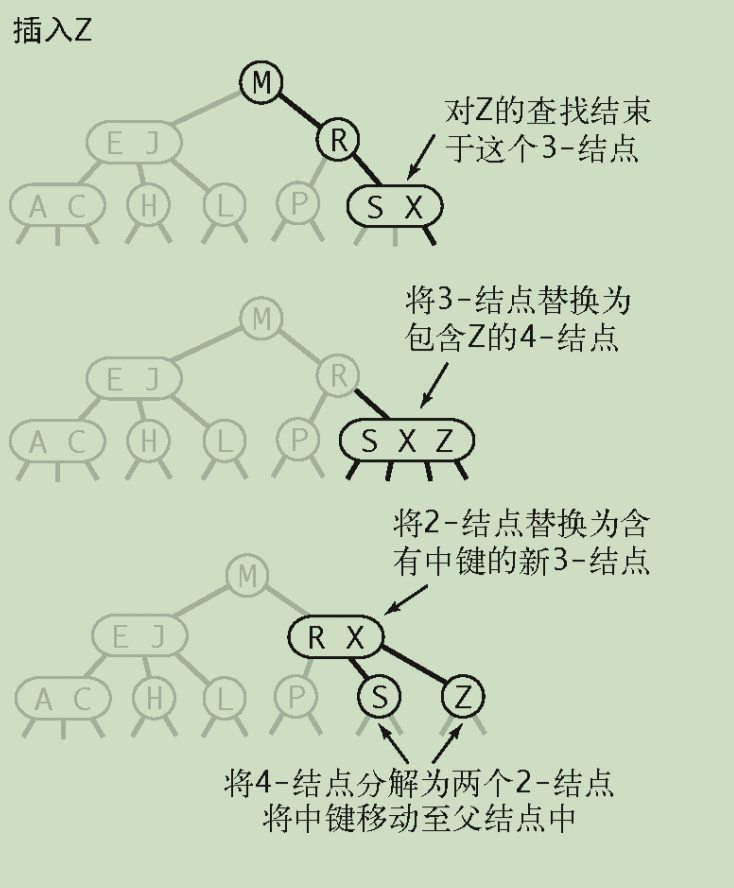 插入Z
M
对Z的查找结束
于这个3-结点
E J
R
A C
H
L
P
S X
将3-结点替换为
包含Z的4-结点
M
E J
R
A C
H
L
P
S X Z
将2-结点替换为含
有中键的新3-结点
M
E J
R X
A C
H
L
P
S
Z
将4-结点分解为两个2-结点
将中键移动至父结点中